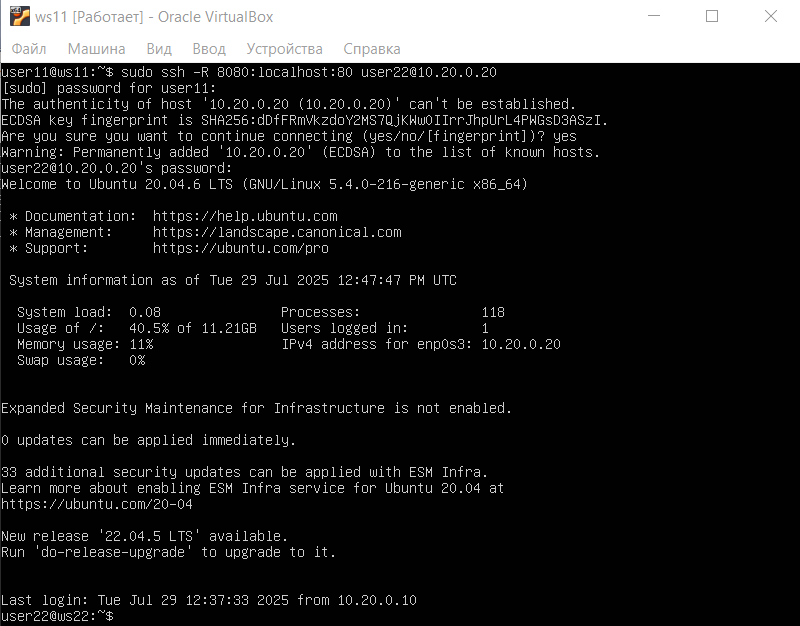 ws11 [Работает] - Oracle VirtualBox
Файл Машина Вид Ввод Устройства Справка
user11@ws11:~$ sudo ssh -R 8080:localhost:80 user22@10.20.0.20
[sudo] password for user11:
The authenticity of host '10.20.0.20 (10.20.0.20)' can't be established.
ECDSA key fingerprint is SHA256:dDfFRmVkzdoY2MS7QjKWwOIIrrJhpUrL4PWGsD3ASzI.
Are you sure you want to continue connecting (yes/no/[fingerprint])? yes
Warning: Permanently added '10.20.0.20' (ECDSA) to the list of known hosts.
user22@10.20.0.20's password:
Welcome to Ubuntu 20.04.6 LTS (GNU/Linux 5.4.0-216-generic x86_64)
* Documentation: https://help.ubuntu.com
* Management: https://landscape.canonical.com
* Support: https://ubuntu.com/pro
System information as of Tue 29 Jul 2025 12:47:47 PM UTC
System load: 0.08 Processes: 118
Usage of /: 40.5% of 11.21GB Users logged in: 1
Memory usage: 11% IPv4 address for enp0s3: 10.20.0.20
Swap usage: 0%
Expanded Security Maintenance for Infrastructure is not enabled.
0 updates can be applied immediately.
33 additional security updates can be applied with ESM Infra.
Learn more about enabling ESM Infra service for Ubuntu 20.04 at
https://ubuntu.com/20-04
New release '22.04.5 LTS' available.
Run 'do-release-upgrade' to upgrade to it.
Last login: Tue Jul 29 12:37:33 2025 from 10.20.0.10
user22@ws22:~$